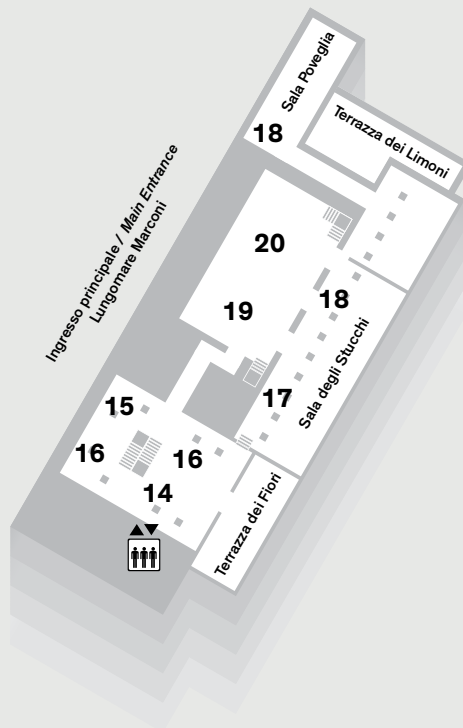 Sala Poveglia
18
Terrazza dei Limoni
Ingresso principale / Main Entrance
Lungomare Marconi
20
18
19
Sala degli Stucchi
17
15
16
16
14
Terrazza dei Fiori